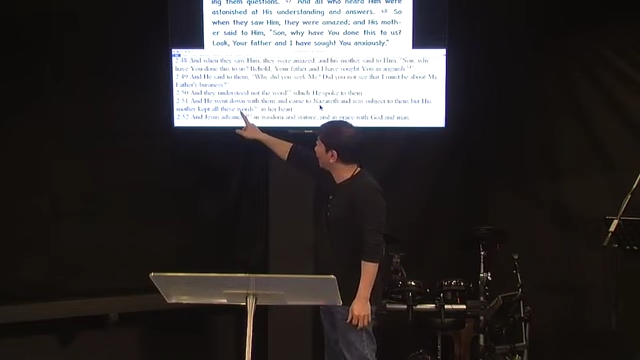 ing them questions. 47 And all who heard Him were
astonished at His understanding and answers. 48 So
when they saw Him, they were amazed; and His moth-
er said to Him, "Son, why have You done this to us?
Look, Your father and I have sought You anxiously."
2:48 And when they saw Him, they were amazed; and his mother said to Him, "Son, why
have You done this to us? Behold, Your father and I have sought You in anguish."
2:49 And He said to them, "Why did you seek Me? Did you not see that I must be about My
Father's business?"
2:50 And they understood not the word which He spoke to them.
2:51 And He went down with them and came to Nazareth and was subject to them but His
mother kept all these words in her heart.
2:52 And Jesus advanced in wisdom and stature, and in grace with God and man.